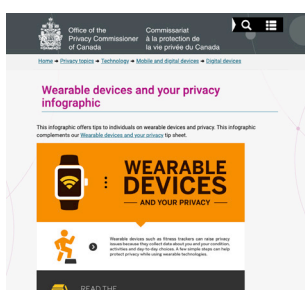 Office of the Commissariat
Privacy Commissioner à la protection de
of Canada la vie privée du Canada
Home → Privacy topics → Technology → Mobile and digital devices → Digital devices
Wearable devices and your privacy
infographic
This infographic offers tips to individuals on wearable devices and privacy. This infographic
complements our Wearable devices and your privacy tip sheet.
WEARABLE
DEVICES
AND YOUR PRIVACY
Wearable devices such as fitness trackers can raise privacy
issues because they collect data about you and your condition,
activities and day-to-day choices. A few simple steps can help
protect privacy while using wearable technologies.
READ THE